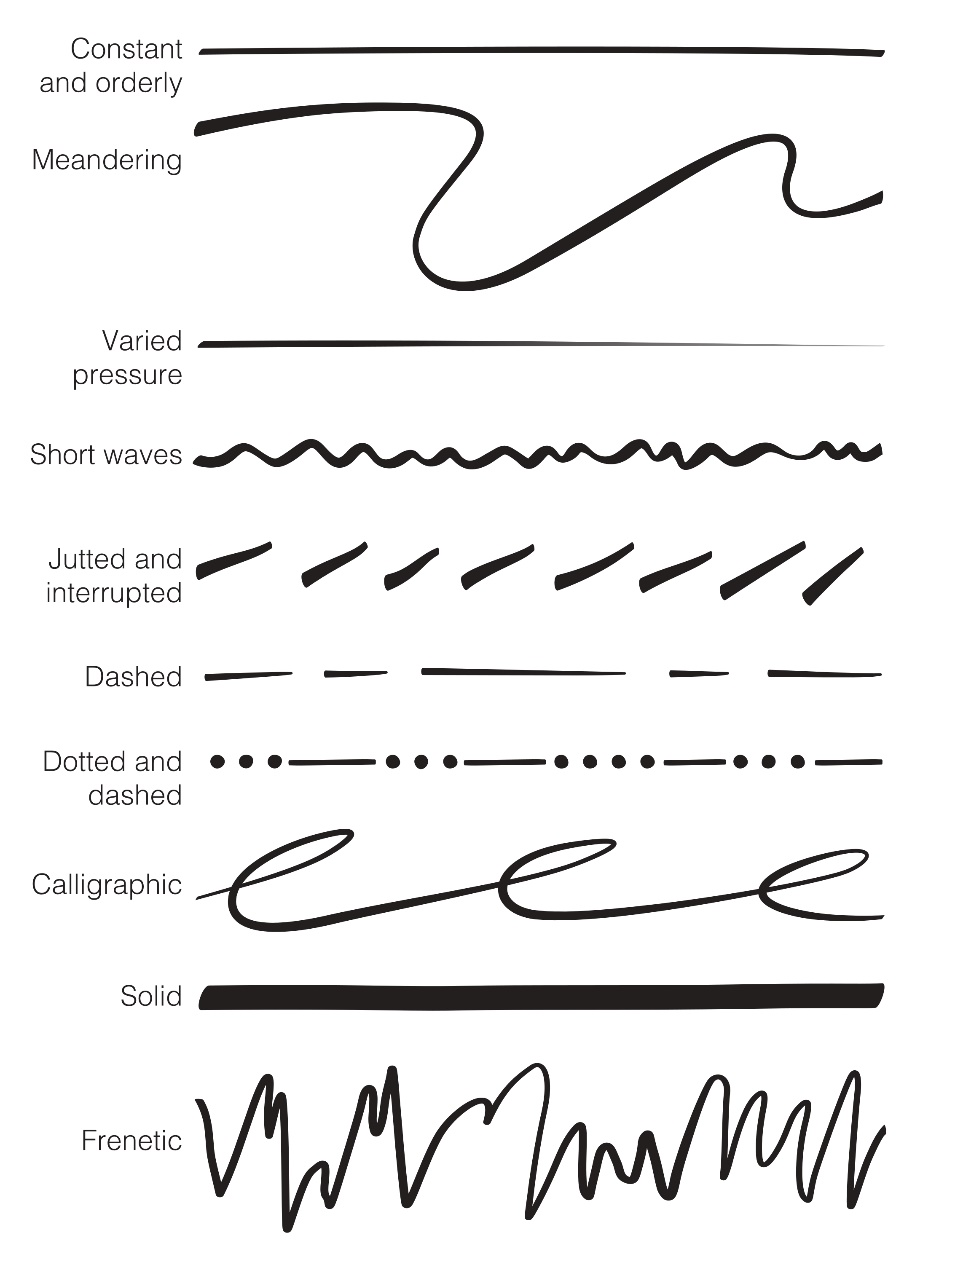 Constant
and orderly
Meandering
Varied
pressure
Short waves
Jutted and
interrupted
Dashed
Dotted and
dashed
Calligraphic
Solid
Frenetic